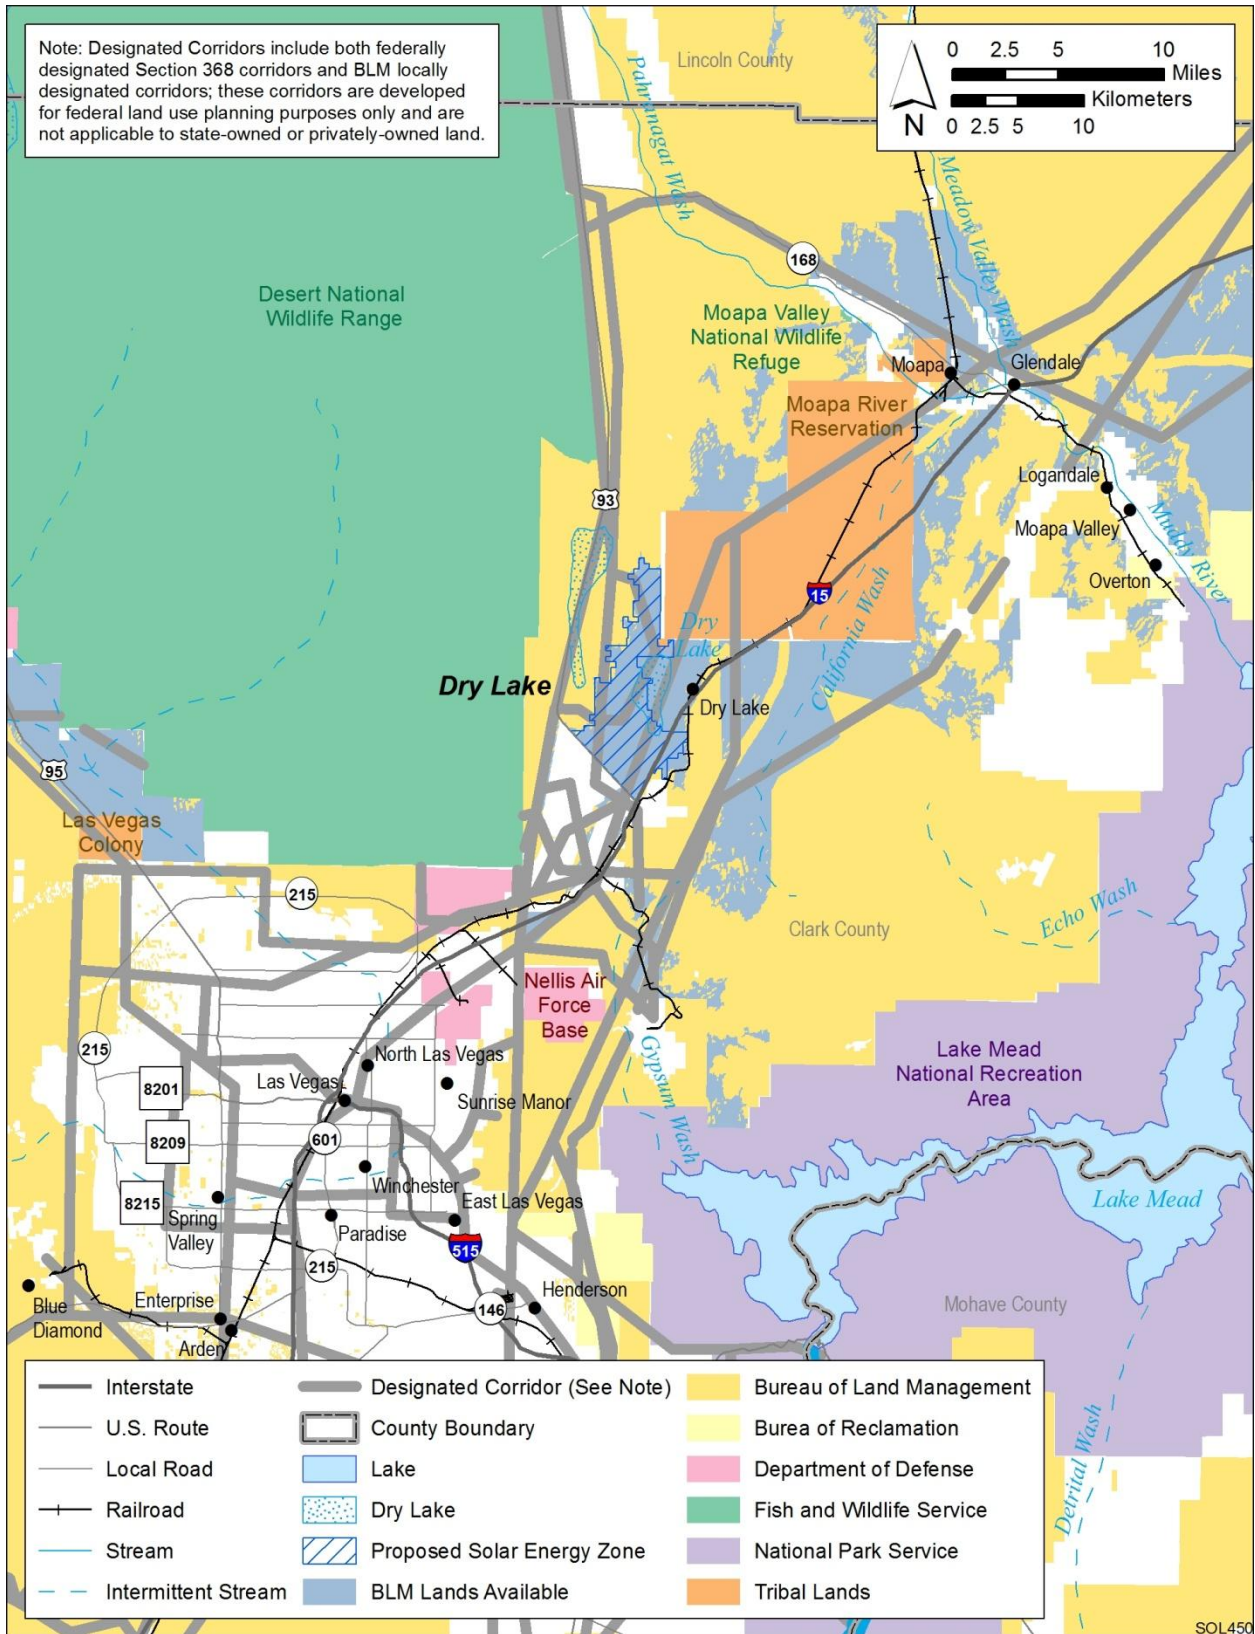 Note: Designated Corridors include both federally
designated Section 368 corridors and BLM locally
designated corridors; these corridors are developed
for federal land use planning purposes only and are
not applicable to state-owned or privately-owned land.
Lincoln County
0 2.5 5 10
Miles
Kilometers
0 2.5 5 10
N
Pahranagat Wash
Meadow Valley Wash
168
Desert National
Wildlife Range
Moapa Valley
National Wildlife
Refuge
Moapa
Glendale
Moapa River
Reservation
93
Logandale
Moapa Valley
Muddy River
Overton
15
California Wash
Dry
Lake
Dry Lake
Dry Lake
95
Las Vegas
Colony
215
Clark County
Echo Wash
Nellis Air
Force
Base
Gypsum Wash
215
North Las Vegas
Las Vegas
Sunrise Manor
Lake Mead
National Recreation
Area
8201
8209
601
8215
Winchester
East Las Vegas
Spring
Valley
Paradise
515
Lake Mead
215
146
Henderson
Mohave County
Blue
Diamond
Enterprise
Arden
Detrital Wash
Interstate
U.S. Route
Local Road
Railroad
Stream
Intermittent Stream
Designated Corridor (See Note)
County Boundary
Lake
Dry Lake
Proposed Solar Energy Zone
BLM Lands Available
Bureau of Land Management
Burea of Reclamation
Department of Defense
Fish and Wildlife Service
National Park Service
Tribal Lands
SOL450